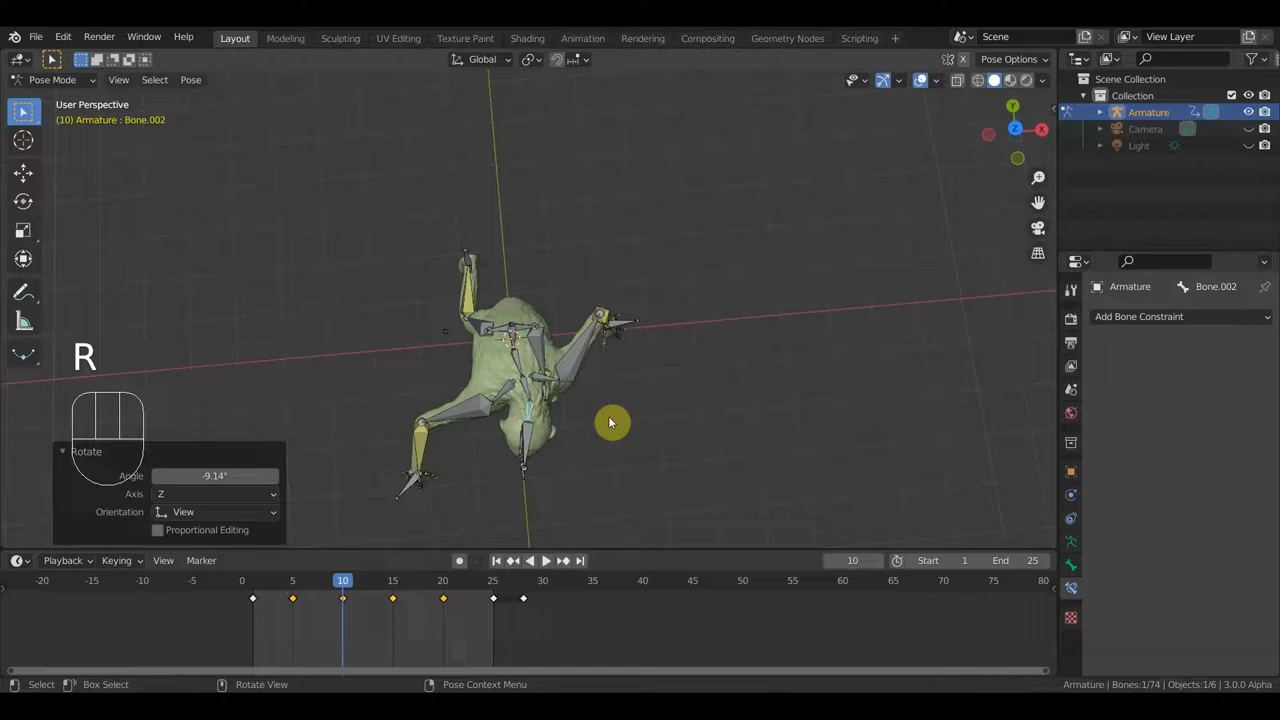 File Edit Render Window Help Layout Modeling Sculpting UV Editing Texture Paint Shading Animation Rendering Compositing Geometry Nodes Scripting + Scene View Layer
Global X Pose Options
Pose Mode View Select Pose
User Perspective
(10) Armature : Bone.002
Scene Collection
Collection
Armature
Camera
Light
Y
Z X
Armature Bone.002
Add Bone Constraint
R
Rotate
Angle -9.14°
Axis Z
Orientation View
Proportional Editing
Playback Keying View Marker 10 Start 1 End 25
-20 -15 -10 -5 0 5 10 15 20 25 30 35 40 45 50 55 60 65 70 75 80
Select Box Select Rotate View Pose Context Menu Armature | Bones:1/74 | Objects:1/6 | 3.0.0 Alpha